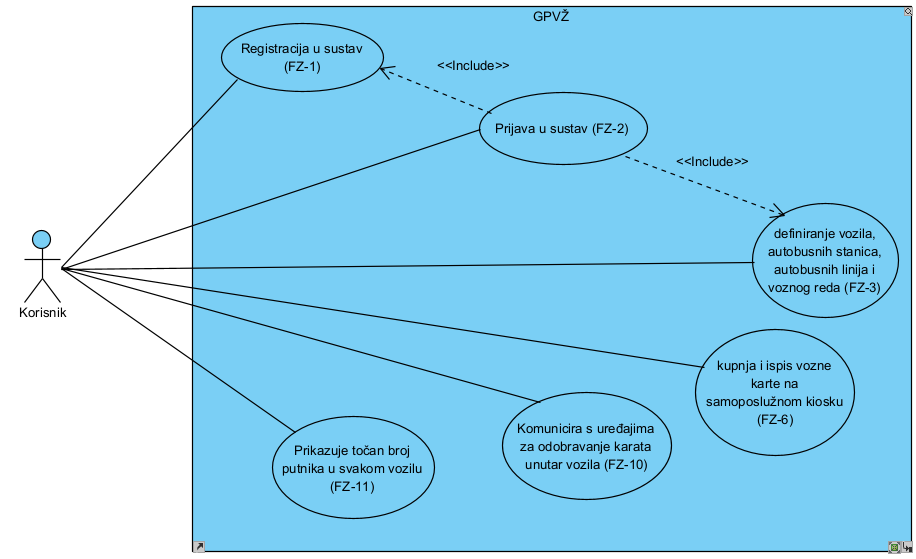 GPVŽ
Registracija u sustav
(FZ-1)
<<Include>>
Prijava u sustav (FZ-2)
<<Include>>
definiranje vozila,
autobusnih stanica,
autobusnih linija i
voznog reda (FZ-3)
Korisnik
kupnja i ispis vozne
karte na
samoposlužnom kiosku
(FZ-6)
Komunicira s uređajima
za odobravanje karata
unutar vozila (FZ-10)
Prikazuje točan broj
putnika u svakom vozilu
(FZ-11)